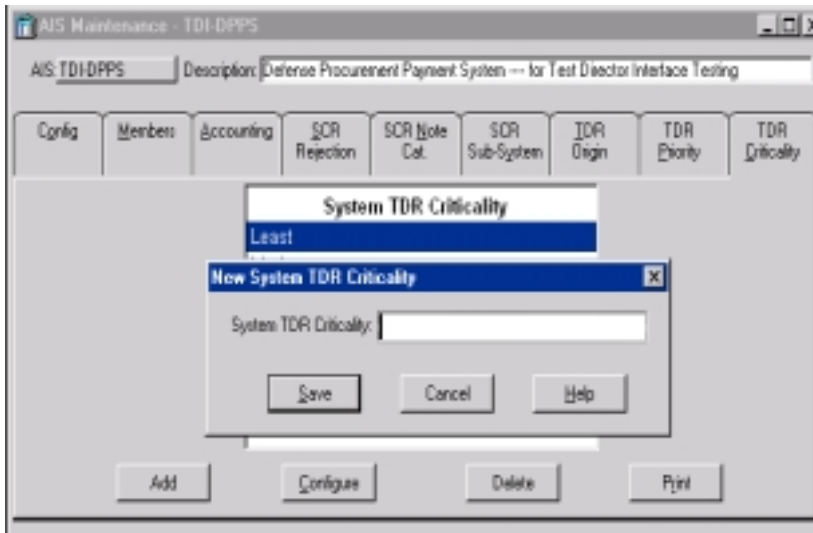 AIS Maintenance - TDI-DPPS
AIS: TDI-DPPS Description: Defense Procurement Payment System --- for Test Director Interface Testing
Config
Members
Accounting
SCR Rejection
SCR Note Cat.
SCR Sub-System
TDR Origin
TDR Priority
TDR Criticality
System TDR Criticality
Least
New System TDR Criticality
System TDR Criticality:
Save Cancel Help
Add Configure Delete Print